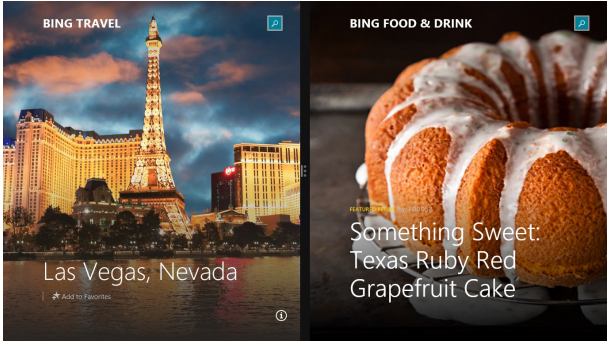 BING TRAVEL
Las Vegas, Nevada
Add to Favorites
BING FOOD & DRINK
Something Sweet:
Texas Ruby Red
Grapefruit Cake